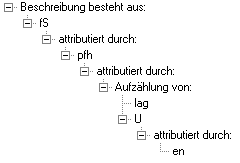 Beschreibung besteht aus:
fS
attributiert durch:
pfh
attributiert durch:
Aufzählung von:
lag
U
attributiert durch:
en